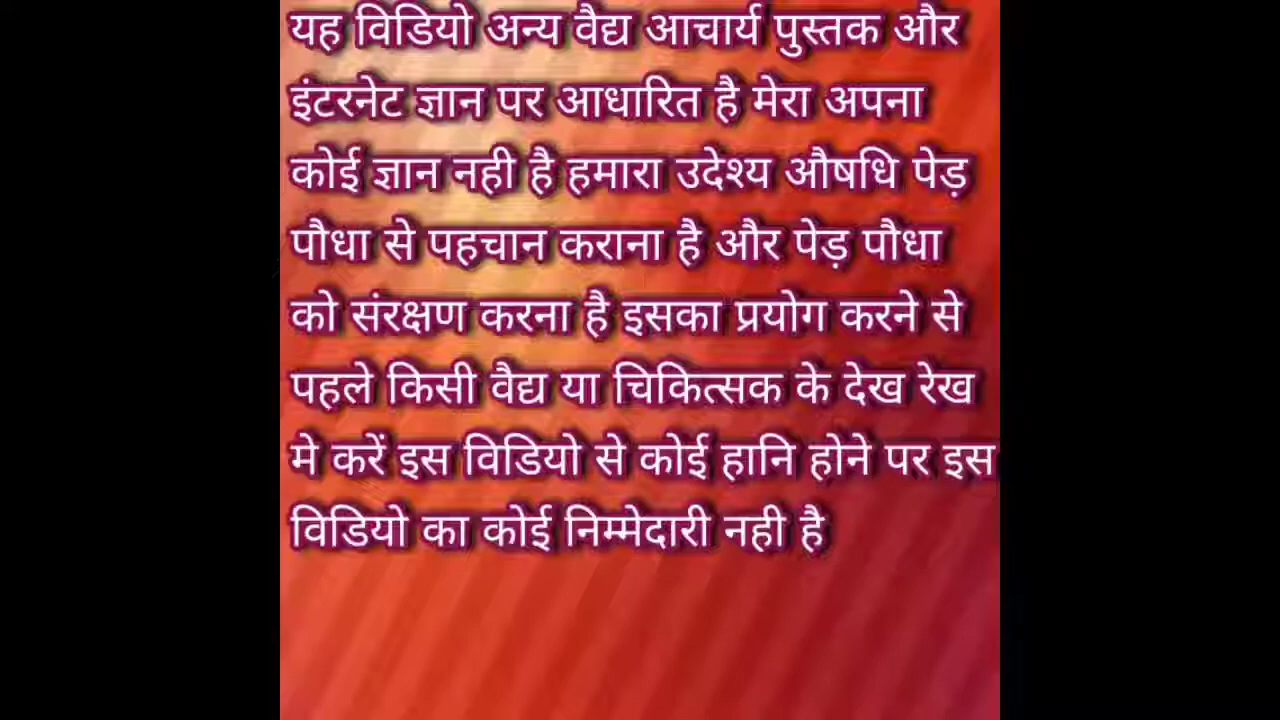 यह विडियो अन्य वैद्य आचार्य पुस्तक और
इंटरनेट ज्ञान पर आधारित है मेरा अपना
कोई ज्ञान नही है हमारा उदेश्य औषधि पेड़
पौधा से पहचान कराना है और पेड़ पौधा
को संरक्षण करना है इसका प्रयोग करने से
पहले किसी वैद्य या चिकित्सक के देख रेख
मे करें इस विडियो से कोई हानि होने पर इस
विडियो का कोई निम्मेदारी नही है